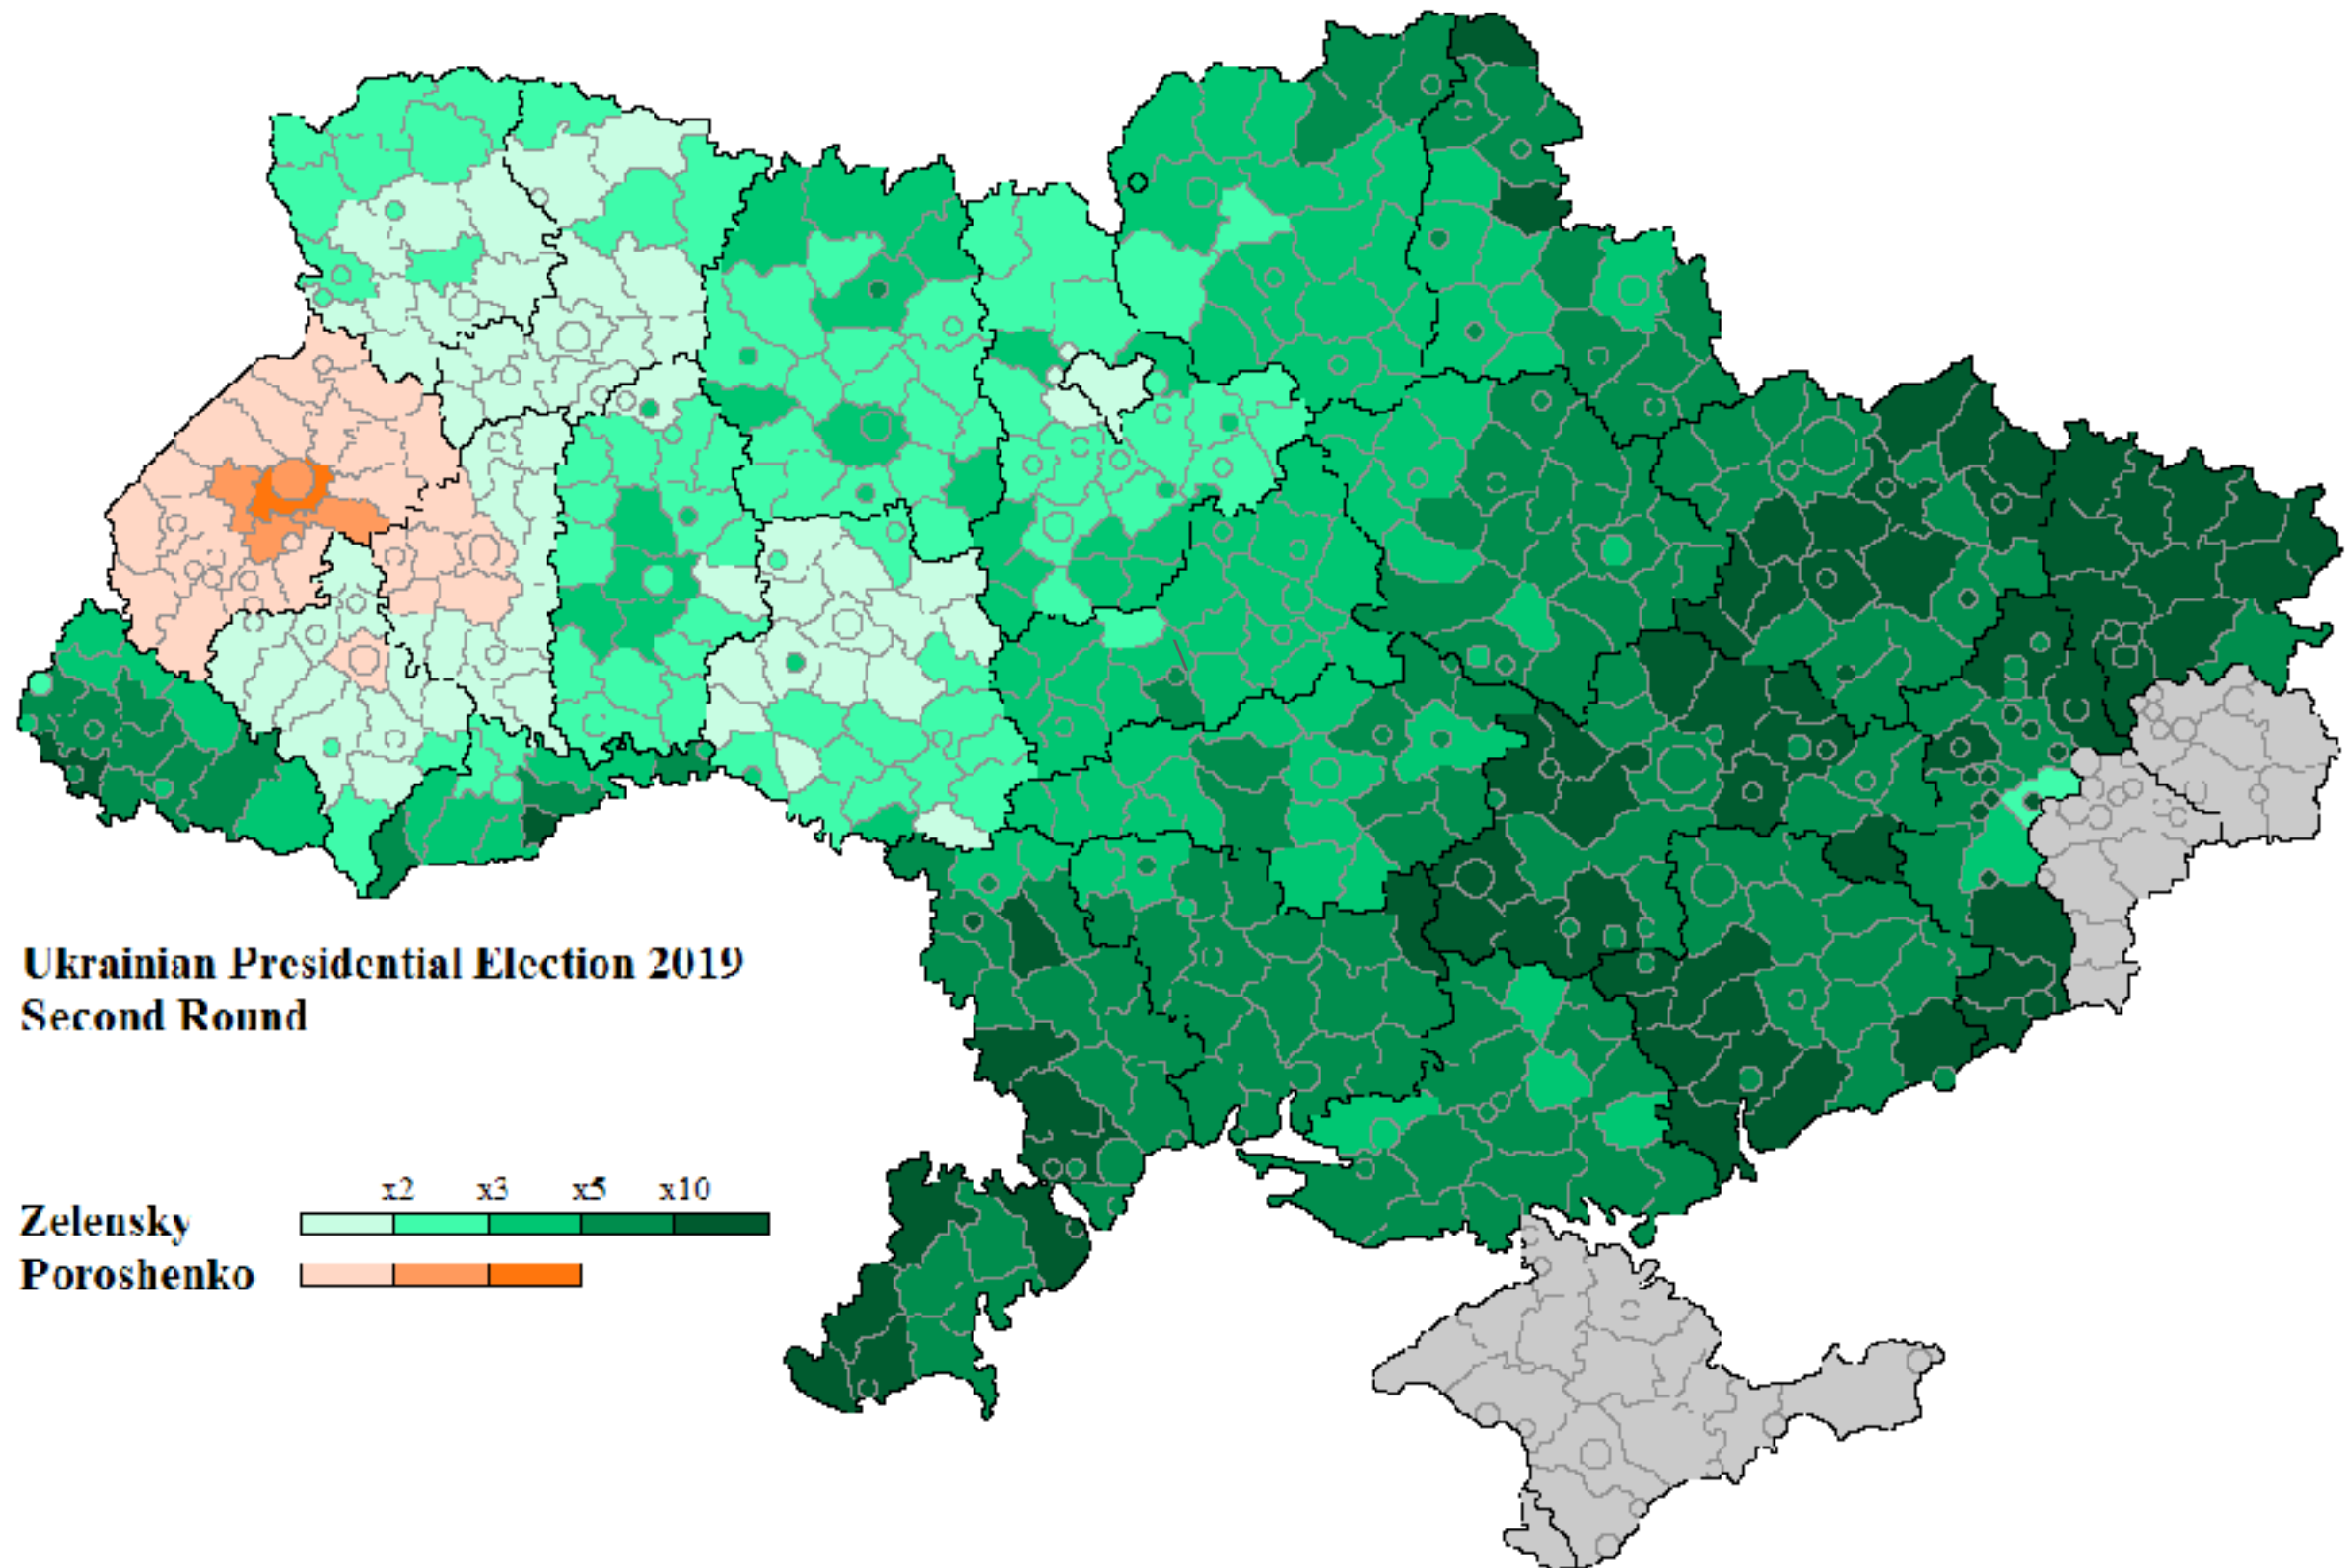 Ukrainian Presidential Election 2019
Second Round
x2 x3 x5 x10
Zelensky
Poroshenko